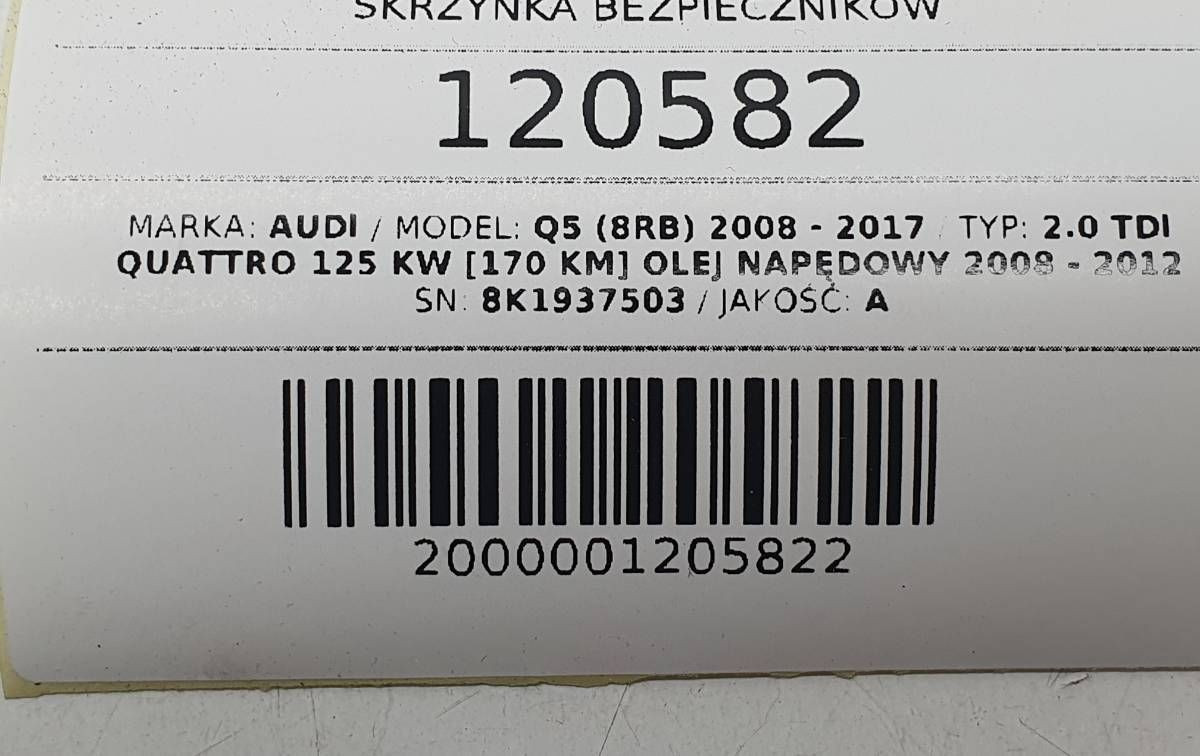 SKRZYNKA BEZPIECZNIKÓW
120582
MARKA: AUDI / MODEL: Q5 (8RB) 2008 - 2017 / TYP: 2.0 TDI
QUATTRO 125 KW [170 KM] OLEJ NAPĘDOWY 2008 - 2012
SN: 8K1937503 / JAKOŚĆ: A
2000001205822